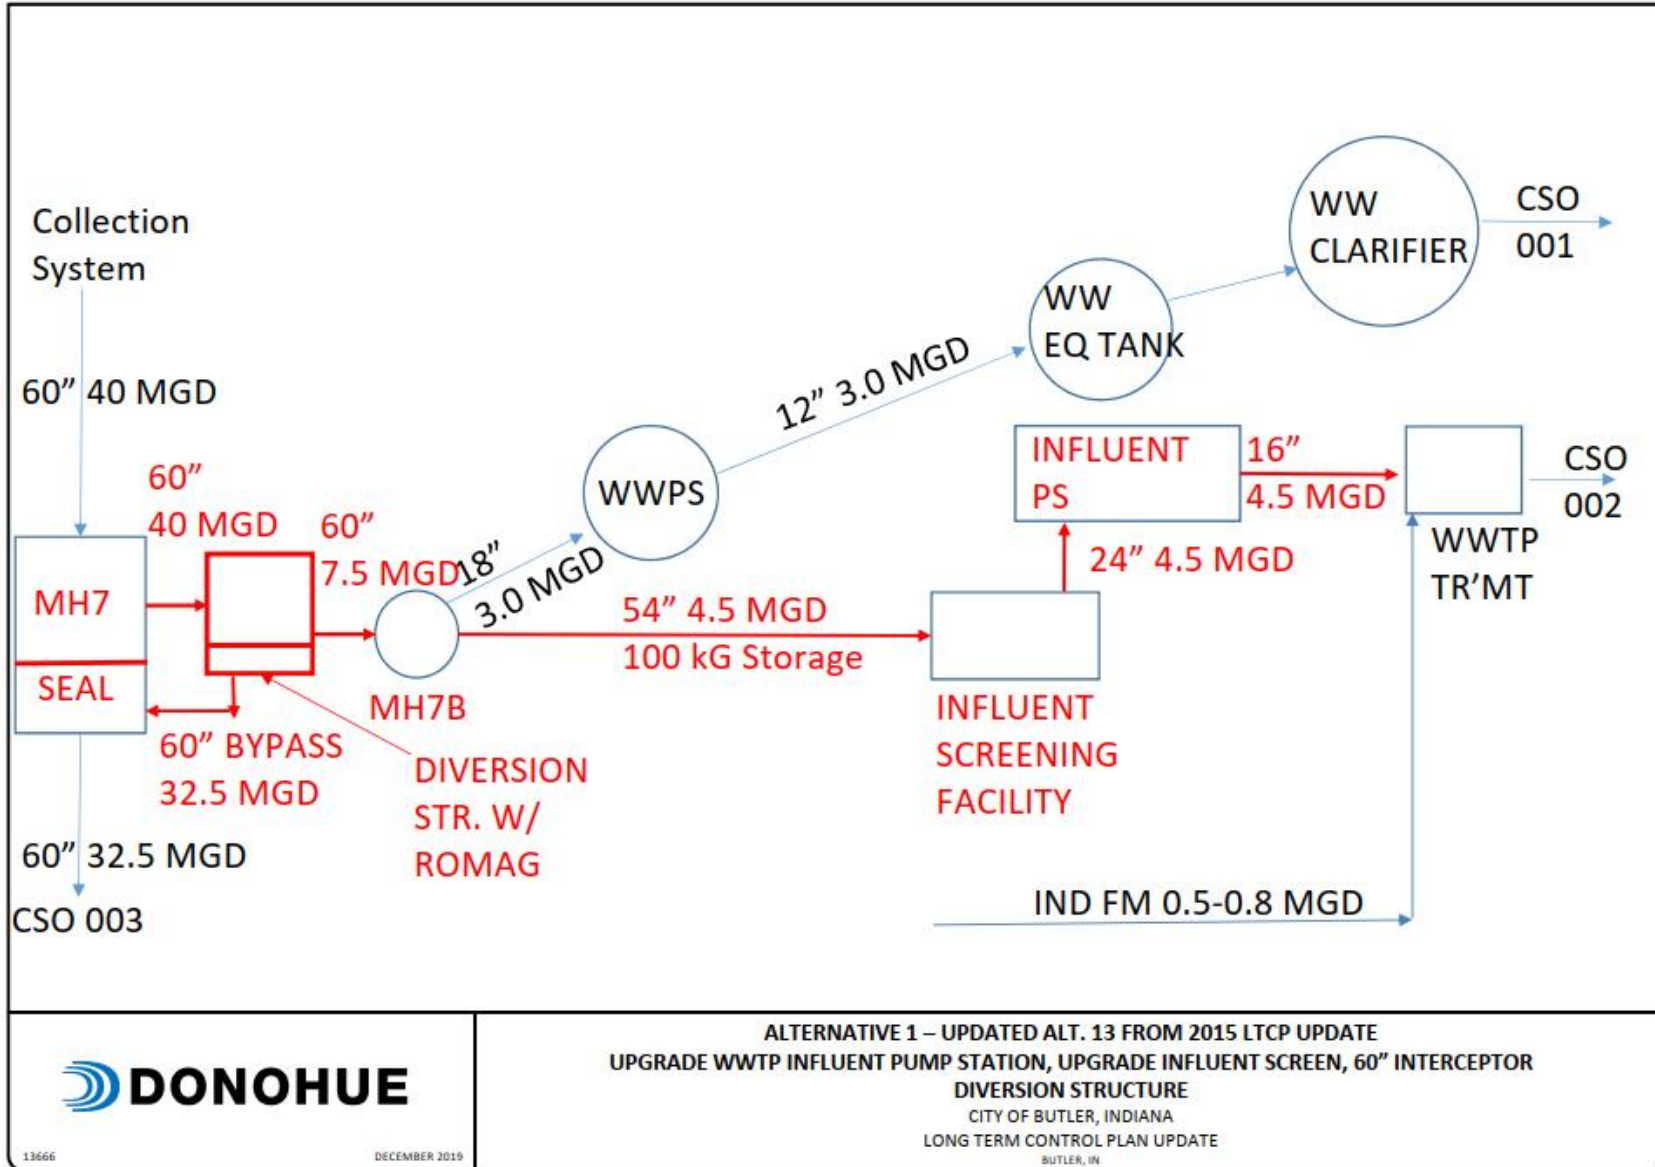 Collection
System
60” 40 MGD
60”
40 MGD
60”
7.5 MGD
MH7
SEAL
60” BYPASS
32.5 MGD
60” 32.5 MGD
CSO 003
MH7B
DIVERSION
STR. W/
ROMAG
18”
3.0 MGD
WWPS
12” 3.0 MGD
WW
EQ TANK
WW
CLARIFIER
CSO
001
54” 4.5 MGD
100 kG Storage
INFLUENT
SCREENING
FACILITY
24” 4.5 MGD
INFLUENT
PS
16”
4.5 MGD
WWTP
TR’MT
CSO
002
IND FM 0.5-0.8 MGD
DONOHUE
13666
DECEMBER 2019
ALTERNATIVE 1 – UPDATED ALT. 13 FROM 2015 LTCP UPDATE
UPGRADE WWTP INFLUENT PUMP STATION, UPGRADE INFLUENT SCREEN, 60” INTERCEPTOR
DIVERSION STRUCTURE
CITY OF BUTLER, INDIANA
LONG TERM CONTROL PLAN UPDATE
BUTLER, IN